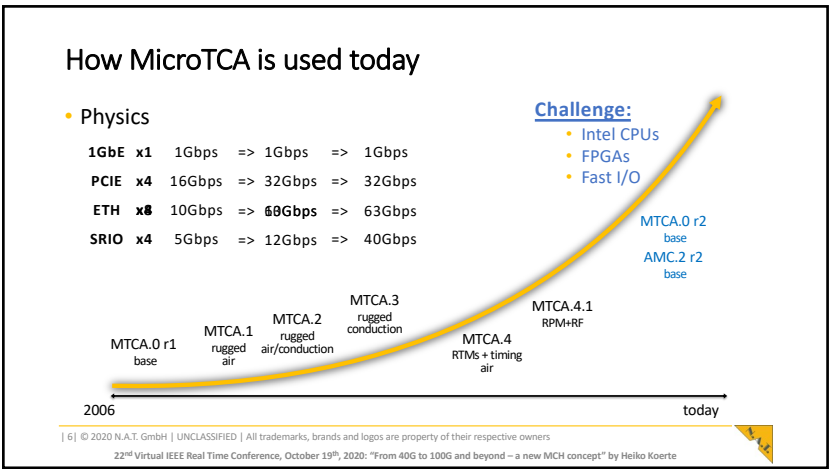 How MicroTCA is used today
• Physics
1GbE x1 1Gbps => 1Gbps => 1Gbps
PCIE x4 16Gbps => 32Gbps => 32Gbps
ETH 10Gbps => => 63Gbps
SRIO x4 5Gbps => 12Gbps => 40Gbps
Challenge:
• Intel CPUs
• FPGAs
• Fast I/O
MTCA.0 r2
base
AMC.2 r2
base
MTCA.4.1
RPM+RF
MTCA.4
RTMs + timing
air
MTCA.3
rugged
conduction
MTCA.2
rugged
air/conduction
MTCA.1
rugged
air
MTCA.0 r1
base
2006
today
| 6| © 2020 N.A.T. GmbH | UNCLASSIFIED | All trademarks, brands and logos are property of their respective owners
22nd Virtual IEEE Real Time Conference, October 19th, 2020: "From 40G to 100G and beyond – a new MCH concept" by Heiko Koerte
N.A.T.